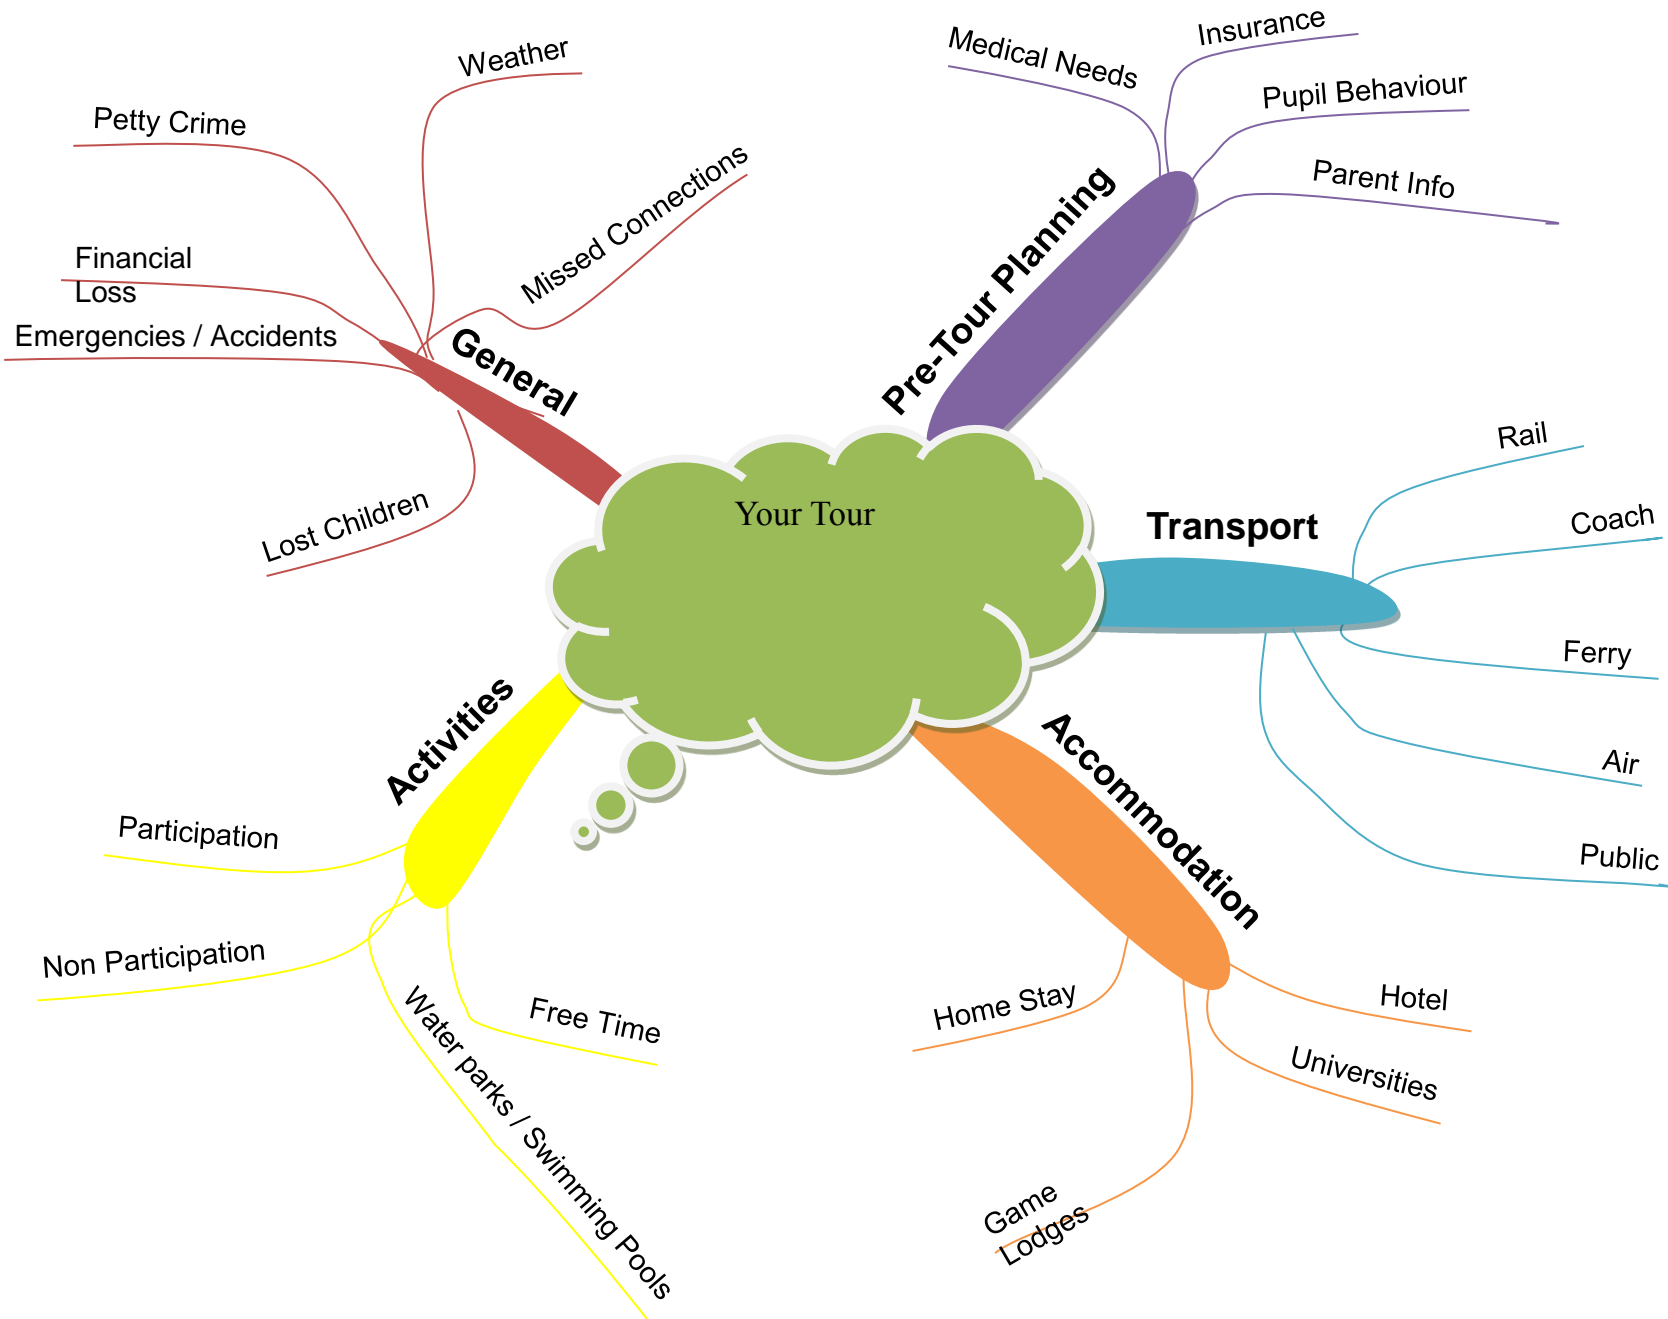 Your Tour
General
Weather
Petty Crime
Missed Connections
Financial
Loss
Emergencies / Accidents
Lost Children
Pre-Tour Planning
Medical Needs
Insurance
Pupil Behaviour
Parent Info
Transport
Rail
Coach
Ferry
Air
Public
Accommodation
Hotel
Universities
Game
Lodges
Home Stay
Activities
Participation
Non Participation
Water parks / Swimming Pools
Free Time